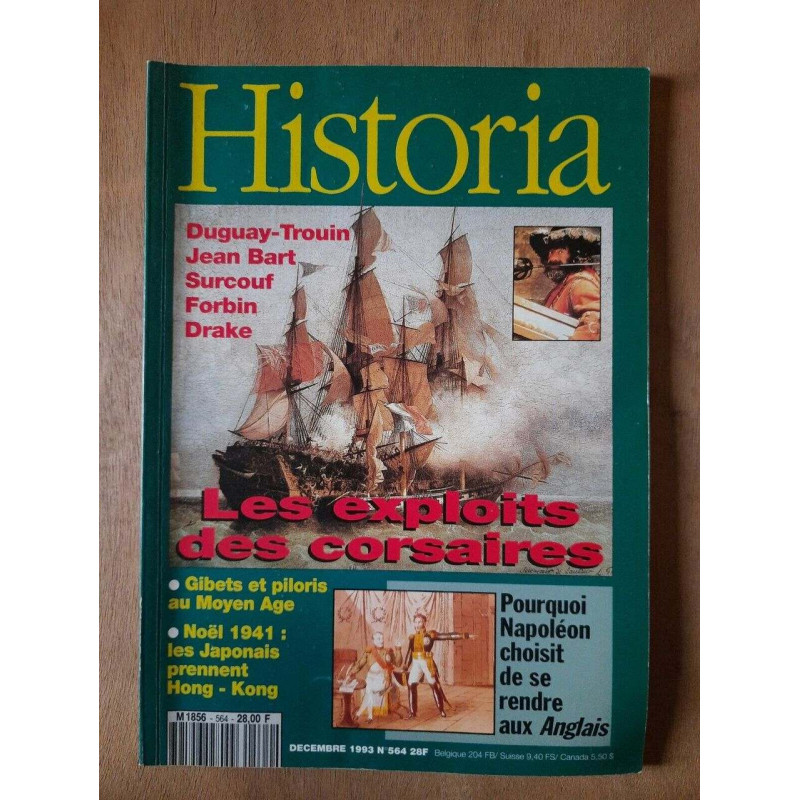 Historia
Duguay-Trouin
Jean Bart
Surcouf
Forbin
Drake
Les exploits
des corsaires
• Gibets et piloris
au Moyen Age
• Noël 1941 :
les Japonais
prennent
Hong - Kong
Pourquoi
Napoléon
choisit
de se
rendre
aux Anglais
M 1856 - 564 - 28,00 F
DECEMBRE 1993 N°564 28F Belgique 204 FB/ Suisse 9,40 FS/ Canada 5,50 $